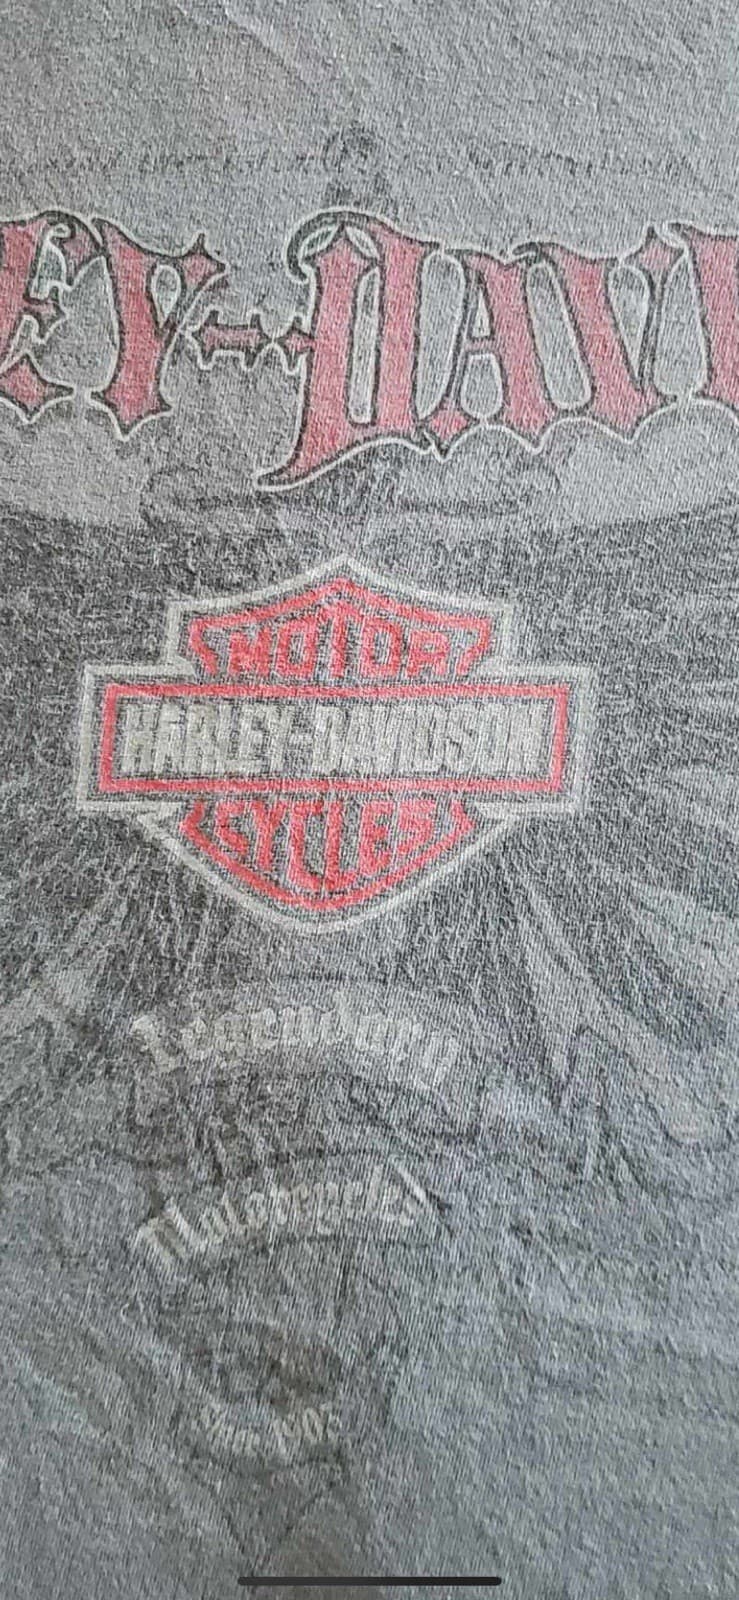 EY-DAVI
MOTOR
HARLEY-DAVIDSON
CYCLES
Legendary
Motorcycles
Since 1903